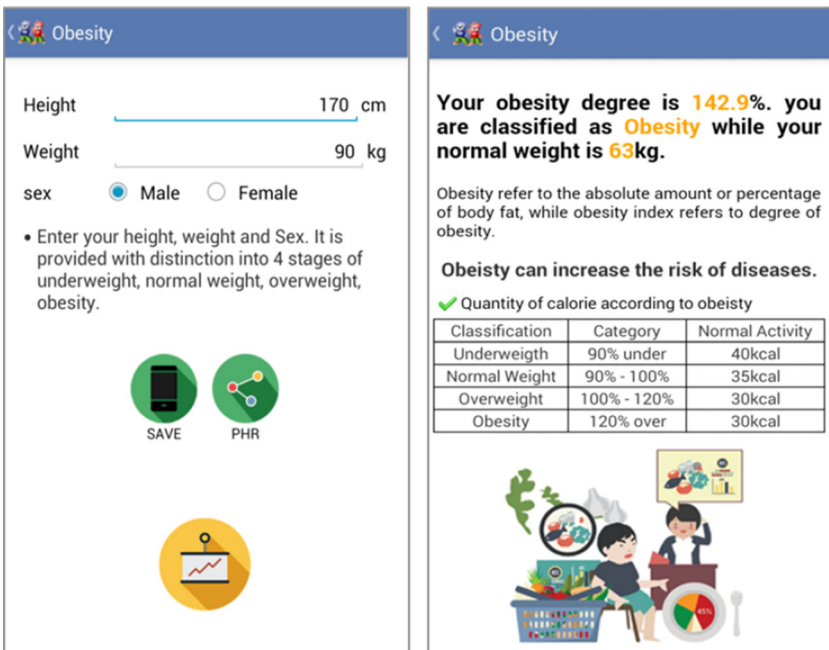 Obesity
Height 170 cm
Weight 90 kg
sex Male Female
• Enter your height, weight and Sex. It is
provided with distinction into 4 stages of
underweight, normal weight, overweight,
obesity.
SAVE PHR
Obesity
Your obesity degree is 142.9%. you
are classified as Obesity while your
normal weight is 63kg.
Obesity refer to the absolute amount or percentage
of body fat, while obesity index refers to degree of
obesity.
Obeisty can increase the risk of diseases.
Quantity of calorie according to obeisty
Classification Category Normal Activity
Underweigth 90% under 40kcal
Normal Weight 90% - 100% 35kcal
Overweight 100% - 120% 30kcal
Obesity 120% over 30kcal
45%